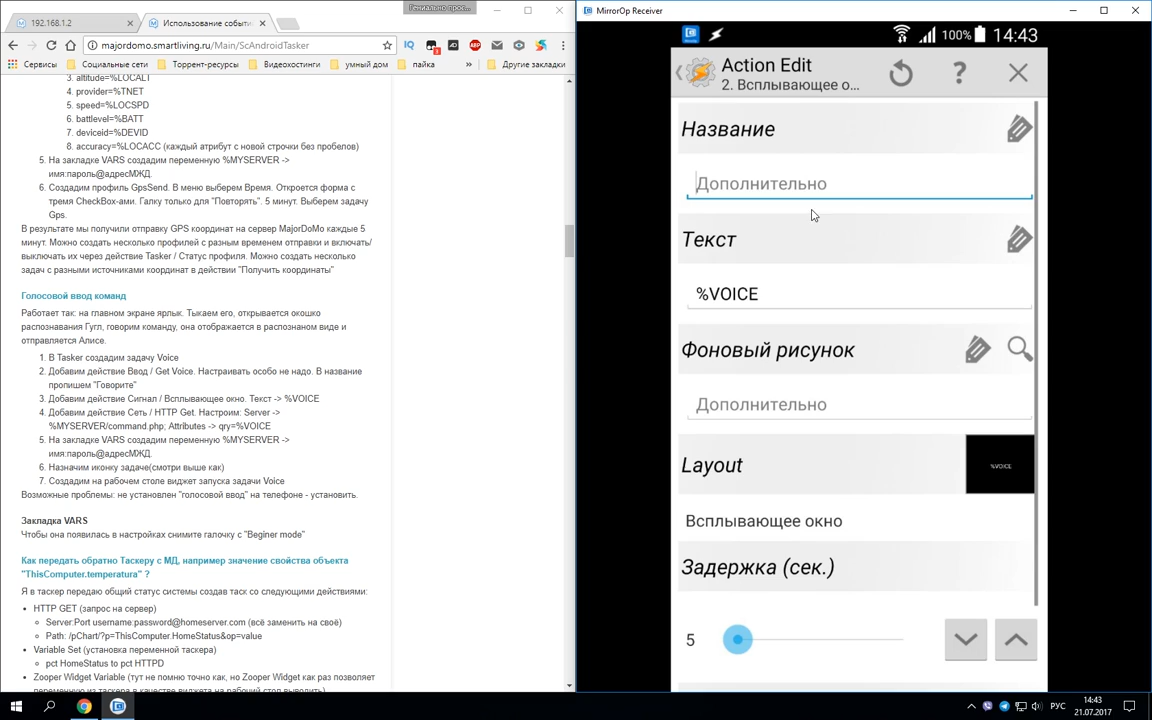 192.168.1.2
Использование событи
Гениально прос...
majordomo.smartliving.ru/Main/ScAndroidTasker
Сервисы
Социальные сети
Торрент-ресурсы
Видеохостинги
умный дом
пайка
»
Другие закладки
3. altitude=%LOCALT
4. provider=%TNET
5. speed=%LOCSPD
6. battlevel=%BATT
7. deviceid=%DEVID
8. accuracy=%LOCACC (каждый атрибут с новой строчки без пробелов)
5. На закладке VARS создадим переменную %MYSERVER ->
имя:пароль@адресМЖД.
6. Создадим профиль GpsSend. В меню выберем Время. Откроется форма с
тремя CheckBox-ами. Галку только для "Повторять". 5 минут. Выберем задачу
Gps.
В результате мы получили отправку GPS координат на сервер MajorDoMo каждые 5
минут. Можно создать несколько профилей с разным временем отправки и включать/
выключать их через действие Tasker / Статус профиля. Можно создать несколько
задач с разными источниками координат в действии "Получить координаты"
Голосовой ввод команд
Работает так: на главном экране ярлык. Тыкаем его, открывается окошко
распознавания Гугл, говорим команду, она отображается в распознаном виде и
отправляется Алисе.
1. В Tasker создадим задачу Voice
2. Добавим действие Ввод / Get Voice. Настраивать особо не надо. В название
пропишем "Говорите"
3. Добавим действие Сигнал / Всплывающее окно. Текст -> %VOICE
4. Добавим действие Сеть / HTTP Get. Настроим: Server ->
%MYSERVER/command.php; Attributes -> qry=%VOICE
5. На закладке VARS создадим переменную %MYSERVER ->
имя:пароль@адресМЖД.
6. Назначим иконку задаче(смотри выше как)
7. Создадим на рабочем столе виджет запуска задачи Voice
Возможные проблемы: не установлен "голосовой ввод" на телефоне - установить.
Закладка VARS
Чтобы она появилась в настройках снимите галочку с "Beginer mode"
Как передать обратно Таскеру с МД, например значение свойства объекта
"ThisComputer.temperatura" ?
Я в таскер передаю общий статус системы создав таск со следующими действиями:
HTTP GET (запрос на сервер)
Server:Port username:password@homeserver.com (всё заменить на своё)
Path: /pChart/?p=ThisComputer.HomeStatus&op=value
Variable Set (установка переменной таскера)
pct HomeStatus to pct HTTPD
Zooper Widget Variable (тут не помню точно как, но Zooper Widget как раз позволяет
переменную из таскера в качестве виджета на рабочий стол выводить)
MirrorOp Receiver
100%
14:43
Action Edit
2. Всплывающее о...
Название
Дополнительно
Текст
%VOICE
Фоновый рисунок
Дополнительно
Layout
%VOICE
Всплывающее окно
Задержка (сек.)
5
РУС
14:43
21.07.2017